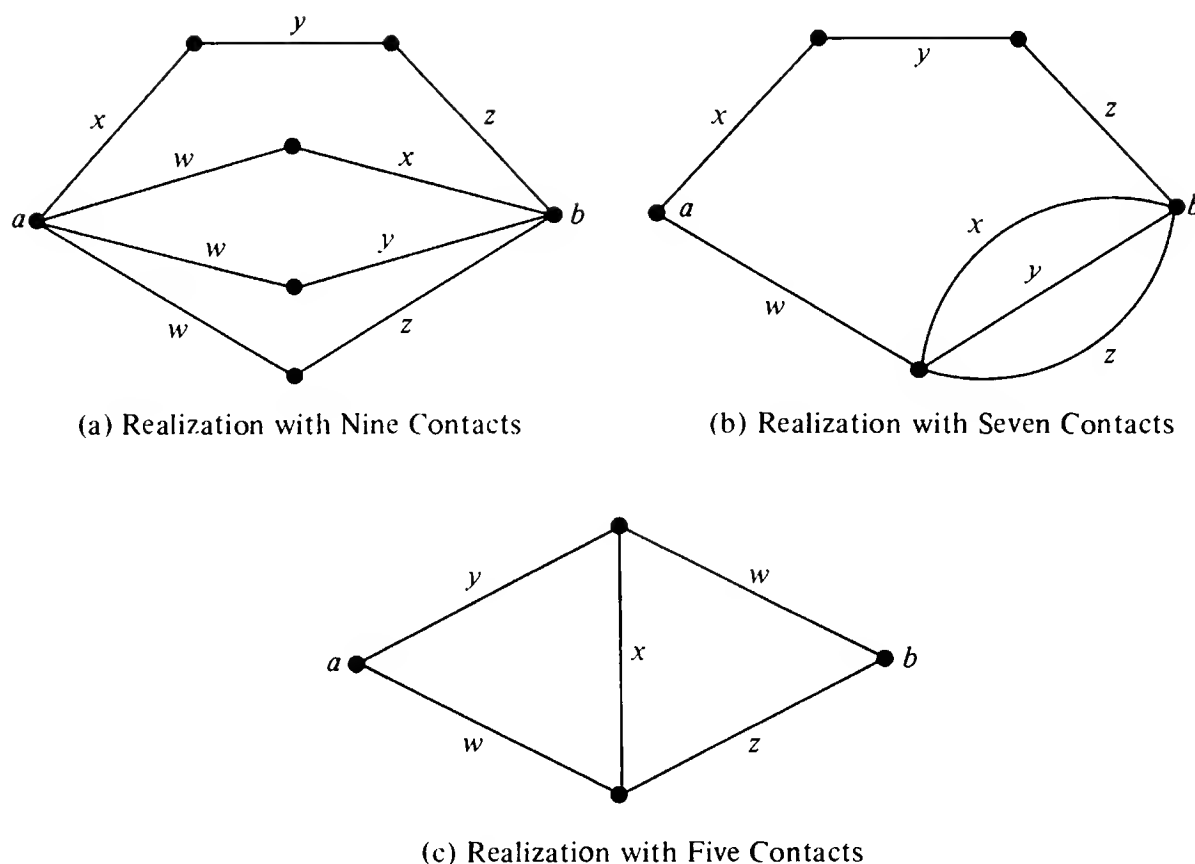 y
y
x
z
x
z
w
x
a
b
a
b
x
w
y
y
w
z
w
z
(a) Realization with Nine Contacts
(b) Realization with Seven Contacts
y
w
a
x
b
w
z
(c) Realization with Five Contacts